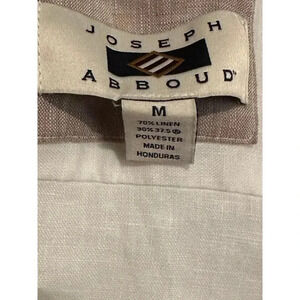 JOSEPH
ABBOUD
M
70% LINEN
30% 37.5
POLYESTER
MADE IN
HONDURAS